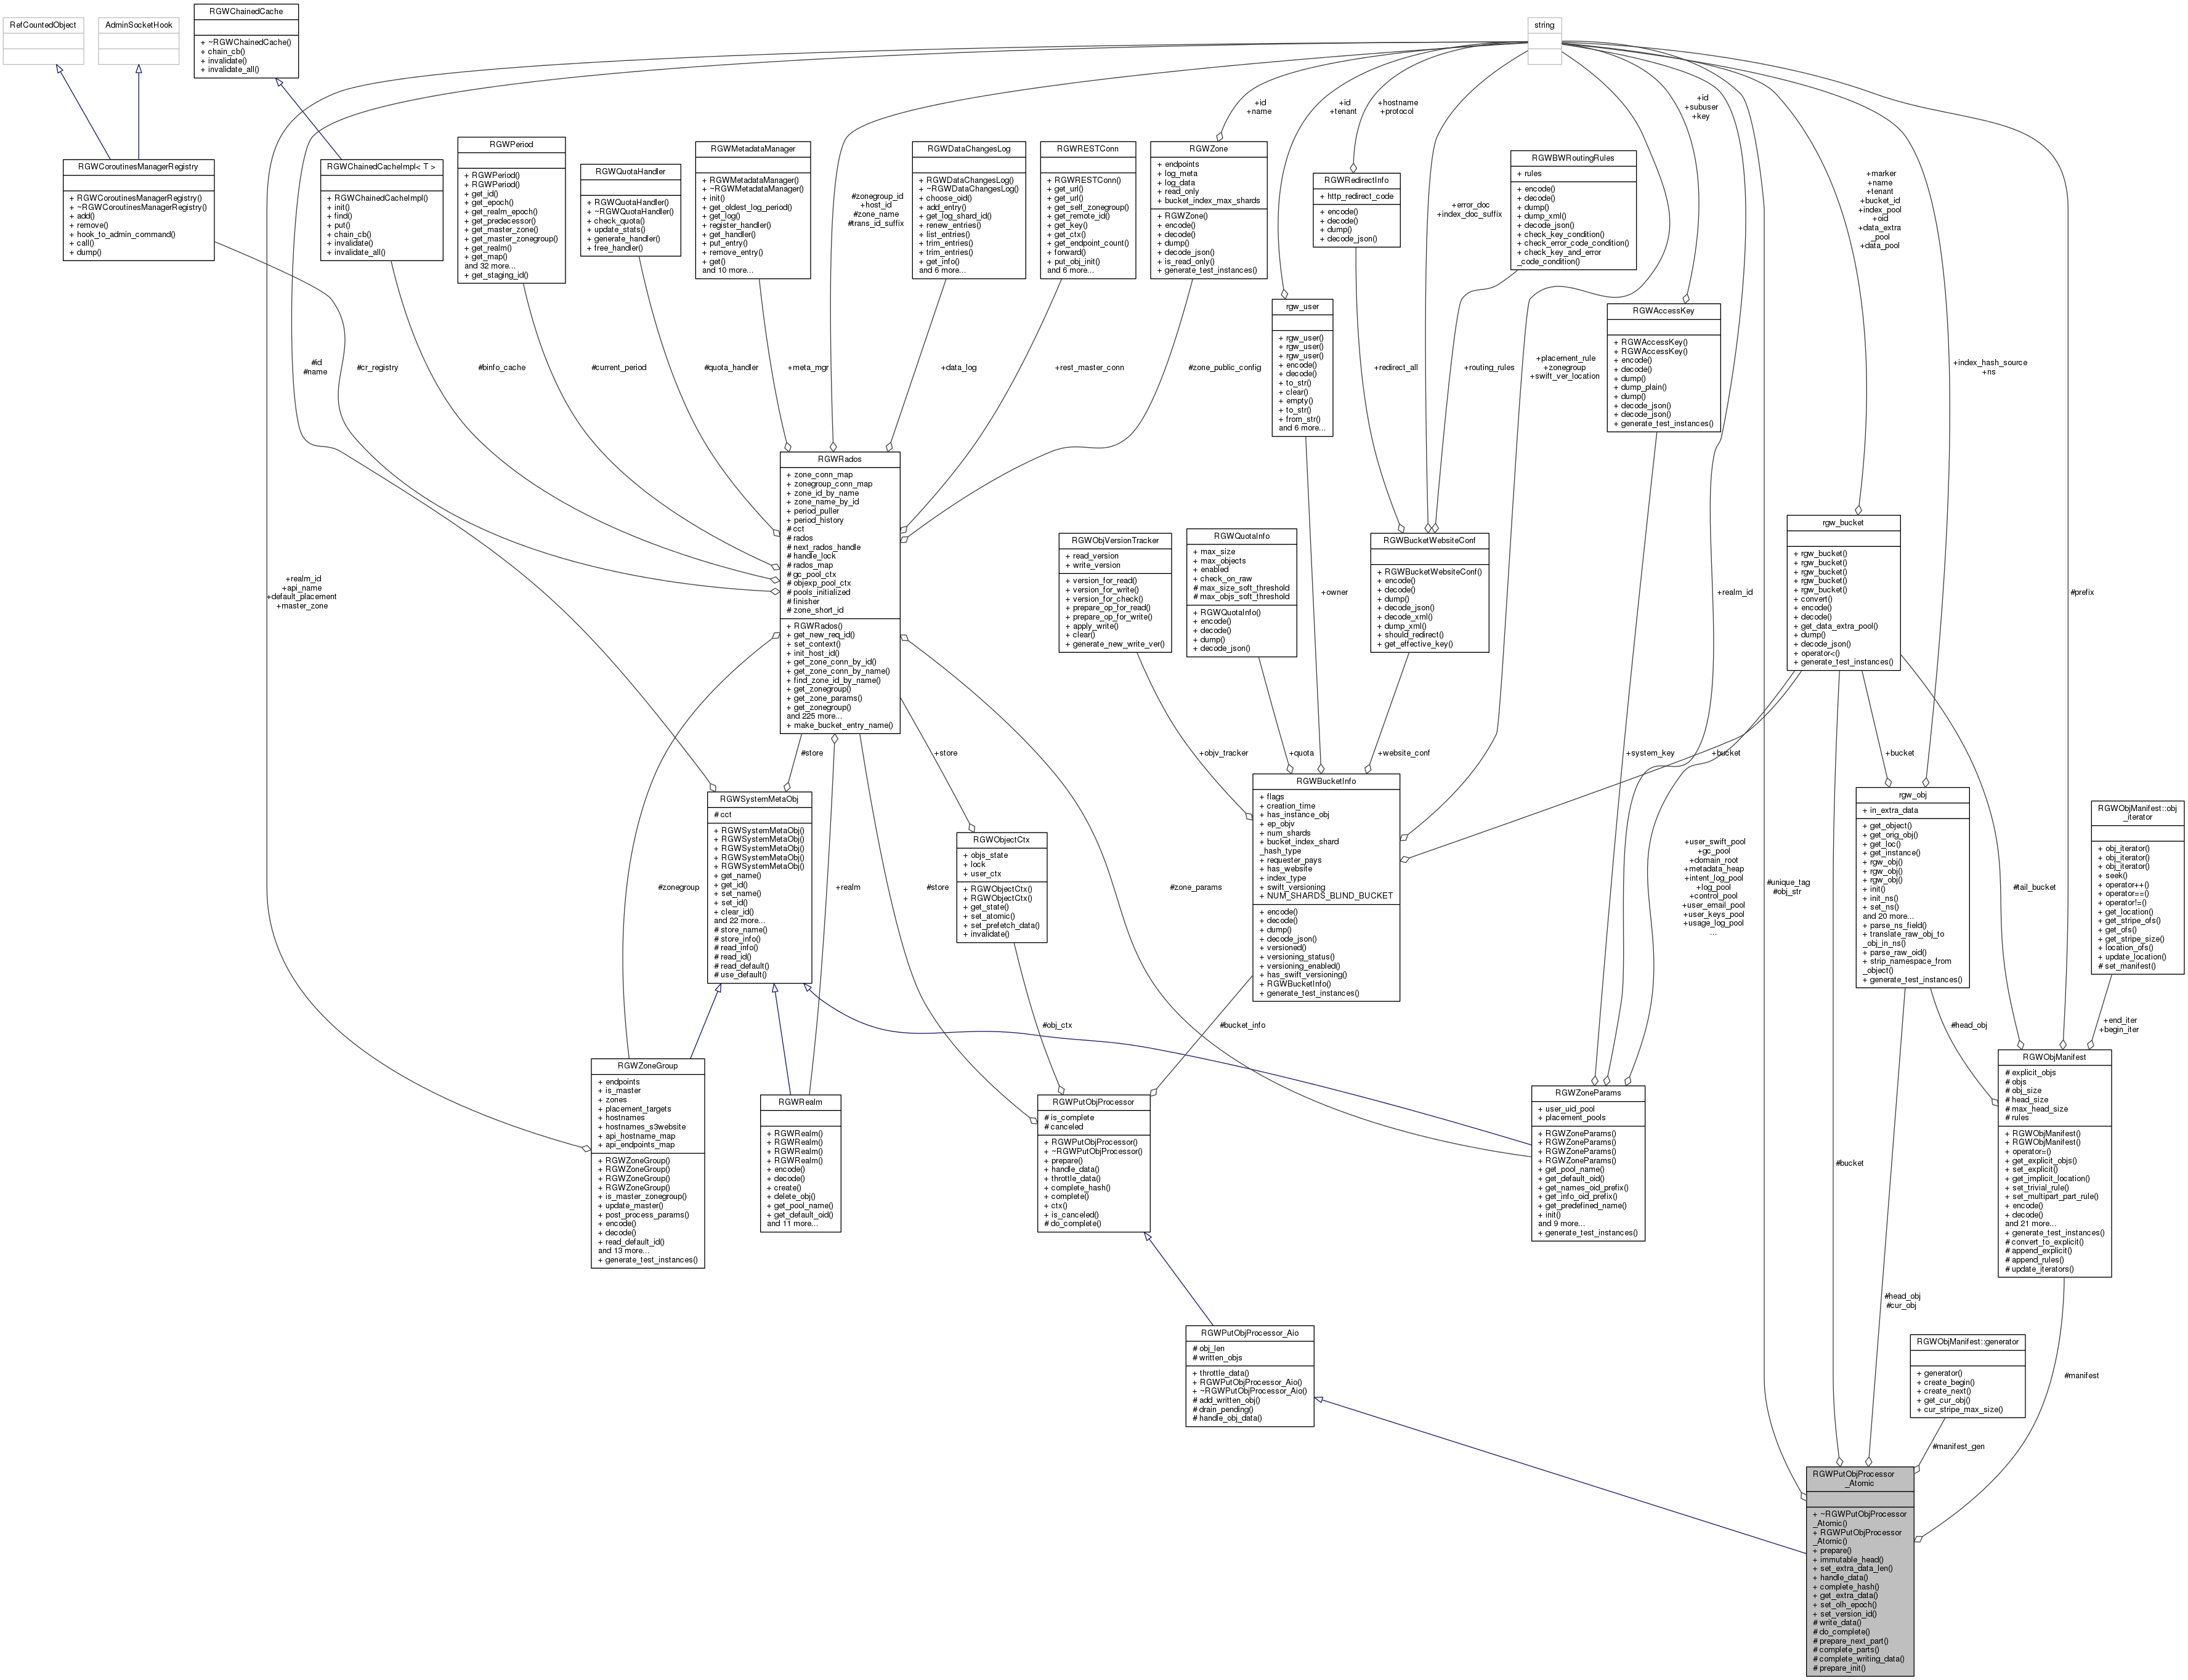 RefCountedObject
AdminSocketHook
RGWChainedCache
+ ~RGWChainedCache()
+ chain_cb()
+ invalidate()
+ invalidate_all()
string
+id
+name
+id
+tenant
+hostname
+protocol
+id
+subuser
+key
RGWCoroutinesManagerRegistry
+ RGWCoroutinesManagerRegistry()
+ ~RGWCoroutinesManagerRegistry()
+ add()
+ remove()
+ hook_to_admin_command()
+ call()
+ dump()
RGWChainedCacheImpl< T >
+ RGWChainedCacheImpl()
+ init()
+ find()
+ put()
+ chain_cb()
+ invalidate()
+ invalidate_all()
RGWPeriod
+ RGWPeriod()
+ RGWPeriod()
+ get_id()
+ get_epoch()
+ get_realm_epoch()
+ get_predecessor()
+ get_master_zone()
+ get_master_zonegroup()
+ get_realm()
+ get_map()
and 32 more...
+ get_staging_id()
RGWQuotaHandler
+ RGWQuotaHandler()
+ ~RGWQuotaHandler()
+ check_quota()
+ update_stats()
+ generate_handler()
+ free_handler()
RGWMetadataManager
+ RGWMetadataManager()
+ ~RGWMetadataManager()
+ init()
+ get_oldest_log_period()
+ get_log()
+ register_handler()
+ get_handler()
+ put_entry()
+ remove_entry()
+ get()
and 10 more...
#zonegroup_id
+host_id
#zone_name
#trans_id_suffix
RGWDataChangesLog
+ RGWDataChangesLog()
+ ~RGWDataChangesLog()
+ choose_oid()
+ add_entry()
+ get_log_shard_id()
+ renew_entries()
+ list_entries()
+ trim_entries()
+ trim_entries()
+ get_info()
and 6 more...
RGWRESTConn
+ RGWRESTConn()
+ get_url()
+ get_url()
+ get_self_zonegroup()
+ get_remote_id()
+ get_key()
+ get_ctx()
+ get_endpoint_count()
+ forward()
+ put_obj_init()
and 6 more...
RGWZone
+ endpoints
+ log_meta
+ log_data
+ read_only
+ bucket_index_max_shards
+ RGWZone()
+ encode()
+ decode()
+ dump()
+ decode_json()
+ is_read_only()
+ generate_test_instances()
RGWRedirectInfo
+ http_redirect_code
+ encode()
+ decode()
+ dump()
+ decode_json()
+error_doc
+index_doc_suffix
RGWBWRoutingRules
+ rules
+ encode()
+ decode()
+ dump()
+ dump_xml()
+ decode_json()
+ check_key_condition()
+ check_error_code_condition()
+ check_key_and_error
_code_condition()
+marker
+name
+tenant
+bucket_id
+index_pool
+oid
+data_extra
_pool
+data_pool
rgw_user
+ rgw_user()
+ rgw_user()
+ rgw_user()
+ encode()
+ decode()
+ to_str()
+ clear()
+ empty()
+ to_str()
+ from_str()
and 6 more...
RGWAccessKey
+ RGWAccessKey()
+ RGWAccessKey()
+ encode()
+ decode()
+ dump()
+ dump_plain()
+ dump()
+ decode_json()
+ decode_json()
+ generate_test_instances()
#id
#name
#cr_registry
#binfo_cache
#current_period
#quota_handler
+meta_mgr
+data_log
+rest_master_conn
#zone_public_config
+redirect_all
+routing_rules
+placement_rule
+zonegroup
+swift_ver_location
+index_hash_source
+ns
RGWRados
+ zone_conn_map
+ zonegroup_conn_map
+ zone_id_by_name
+ zone_name_by_id
+ period_puller
+ period_history
# cct
# rados
# next_rados_handle
# handle_lock
# rados_map
# gc_pool_ctx
# objexp_pool_ctx
# pools_initialized
# finisher
# zone_short_id
+ RGWRados()
+ get_new_req_id()
+ set_context()
+ init_host_id()
+ get_zone_conn_by_id()
+ get_zone_conn_by_name()
+ find_zone_id_by_name()
+ get_zonegroup()
+ get_zone_params()
+ get_zonegroup()
and 225 more...
+ make_bucket_entry_name()
RGWObjVersionTracker
+ read_version
+ write_version
+ version_for_read()
+ version_for_write()
+ version_for_check()
+ prepare_op_for_read()
+ prepare_op_for_write()
+ apply_write()
+ clear()
+ generate_new_write_ver()
RGWQuotaInfo
+ max_size
+ max_objects
+ enabled
+ check_on_raw
# max_size_soft_threshold
# max_objs_soft_threshold
+ RGWQuotaInfo()
+ encode()
+ decode()
+ dump()
+ decode_json()
+owner
RGWBucketWebsiteConf
+ RGWBucketWebsiteConf()
+ encode()
+ decode()
+ dump()
+ decode_json()
+ decode_xml()
+ dump_xml()
+ should_redirect()
+ get_effective_key()
+realm_id
rgw_bucket
+ rgw_bucket()
+ rgw_bucket()
+ rgw_bucket()
+ rgw_bucket()
+ rgw_bucket()
+ convert()
+ encode()
+ decode()
+ get_data_extra_pool()
+ dump()
+ decode_json()
+ operator<()
+ generate_test_instances()
#prefix
+realm_id
+api_name
+default_placement
+master_zone
#store
+store
+objv_tracker
+quota
+website_conf
+system_key
+bucket
+bucket
RGWSystemMetaObj
# cct
+ RGWSystemMetaObj()
+ RGWSystemMetaObj()
+ RGWSystemMetaObj()
+ RGWSystemMetaObj()
+ RGWSystemMetaObj()
+ get_name()
+ get_id()
+ set_name()
+ set_id()
+ clear_id()
and 22 more...
# store_name()
# store_info()
# read_info()
# read_id()
# read_default()
# use_default()
#zonegroup
+realm
#store
RGWObjectCtx
+ objs_state
+ lock
+ user_ctx
+ RGWObjectCtx()
+ RGWObjectCtx()
+ get_state()
+ set_atomic()
+ set_prefetch_data()
+ invalidate()
#zone_params
RGWBucketInfo
+ flags
+ creation_time
+ has_instance_obj
+ ep_objv
+ num_shards
+ bucket_index_shard
_hash_type
+ requester_pays
+ has_website
+ index_type
+ swift_versioning
+ NUM_SHARDS_BLIND_BUCKET
+ encode()
+ decode()
+ dump()
+ decode_json()
+ versioned()
+ versioning_status()
+ versioning_enabled()
+ has_swift_versioning()
+ RGWBucketInfo()
+ generate_test_instances()
+user_swift_pool
+gc_pool
+domain_root
+metadata_heap
+intent_log_pool
+log_pool
+control_pool
+user_email_pool
+user_keys_pool
+usage_log_pool
...
#unique_tag
#obj_str
rgw_obj
+ in_extra_data
+ get_object()
+ get_orig_obj()
+ get_loc()
+ get_instance()
+ rgw_obj()
+ rgw_obj()
+ rgw_obj()
+ init()
+ init_ns()
+ set_ns()
and 20 more...
+ parse_ns_field()
+ translate_raw_obj_to
_obj_in_ns()
+ parse_raw_oid()
+ strip_namespace_from
_object()
+ generate_test_instances()
#tail_bucket
RGWObjManifest::obj
_iterator
+ obj_iterator()
+ obj_iterator()
+ obj_iterator()
+ seek()
+ operator++()
+ operator==()
+ operator!=()
+ get_location()
+ get_stripe_ofs()
+ get_ofs()
+ get_stripe_size()
+ location_ofs()
+ update_location()
# set_manifest()
#obj_ctx
#bucket_info
#head_obj
+end_iter
+begin_iter
RGWZoneGroup
+ endpoints
+ is_master
+ zones
+ placement_targets
+ hostnames
+ hostnames_s3website
+ api_hostname_map
+ api_endpoints_map
+ RGWZoneGroup()
+ RGWZoneGroup()
+ RGWZoneGroup()
+ RGWZoneGroup()
+ is_master_zonegroup()
+ update_master()
+ post_process_params()
+ encode()
+ decode()
+ read_default_id()
and 13 more...
+ generate_test_instances()
RGWRealm
+ RGWRealm()
+ RGWRealm()
+ RGWRealm()
+ RGWRealm()
+ encode()
+ decode()
+ create()
+ delete_obj()
+ get_pool_name()
+ get_default_oid()
and 11 more...
RGWPutObjProcessor
# is_complete
# canceled
+ RGWPutObjProcessor()
+ ~RGWPutObjProcessor()
+ prepare()
+ handle_data()
+ throttle_data()
+ complete_hash()
+ complete()
+ ctx()
+ is_canceled()
# do_complete()
RGWZoneParams
+ user_uid_pool
+ placement_pools
+ RGWZoneParams()
+ RGWZoneParams()
+ RGWZoneParams()
+ RGWZoneParams()
+ get_pool_name()
+ get_default_oid()
+ get_names_oid_prefix()
+ get_info_oid_prefix()
+ get_predefined_name()
+ init()
and 9 more...
+ generate_test_instances()
#bucket
RGWObjManifest
# explicit_objs
# objs
# obj_size
# head_size
# max_head_size
# rules
+ RGWObjManifest()
+ RGWObjManifest()
+ operator=()
+ get_explicit_objs()
+ set_explicit()
+ get_implicit_location()
+ set_trivial_rule()
+ set_multipart_part_rule()
+ encode()
+ decode()
and 21 more...
+ generate_test_instances()
# convert_to_explicit()
# append_explicit()
# append_rules()
# update_iterators()
#head_obj
#cur_obj
RGWPutObjProcessor_Aio
# obj_len
# written_objs
+ throttle_data()
+ RGWPutObjProcessor_Aio()
+ ~RGWPutObjProcessor_Aio()
# add_written_obj()
# drain_pending()
# handle_obj_data()
RGWObjManifest::generator
+ generator()
+ create_begin()
+ create_next()
+ get_cur_obj()
+ cur_stripe_max_size()
#manifest
#manifest_gen
RGWPutObjProcessor
_Atomic
+ ~RGWPutObjProcessor
_Atomic()
+ RGWPutObjProcessor
_Atomic()
+ prepare()
+ immutable_head()
+ set_extra_data_len()
+ handle_data()
+ complete_hash()
+ get_extra_data()
+ set_olh_epoch()
+ set_version_id()
# write_data()
# do_complete()
# prepare_next_part()
# complete_parts()
# complete_writing_data()
# prepare_init()